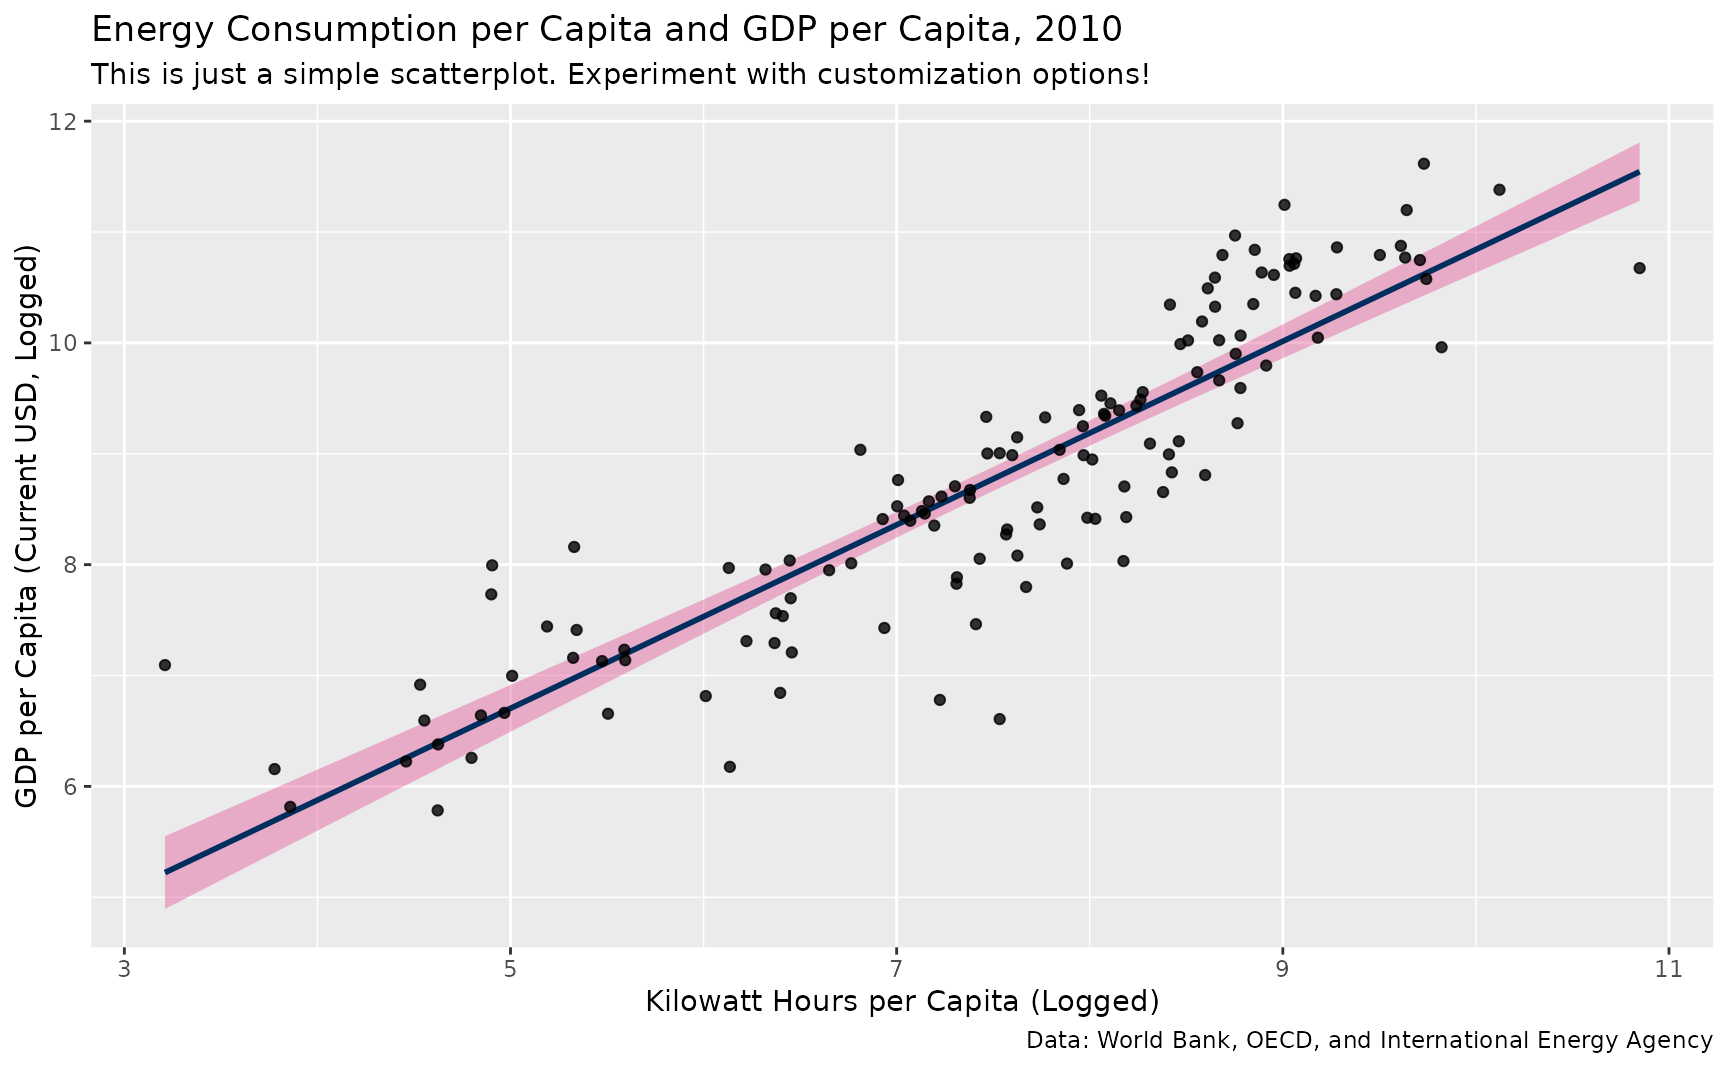 Energy Consumption per Capita and GDP per Capita, 2010
This is just a simple scatterplot. Experiment with customization options!
GDP per Capita (Current USD, Logged)
12
10
8
6
3 5 7 9 11
Kilowatt Hours per Capita (Logged)
Data: World Bank, OECD, and International Energy Agency